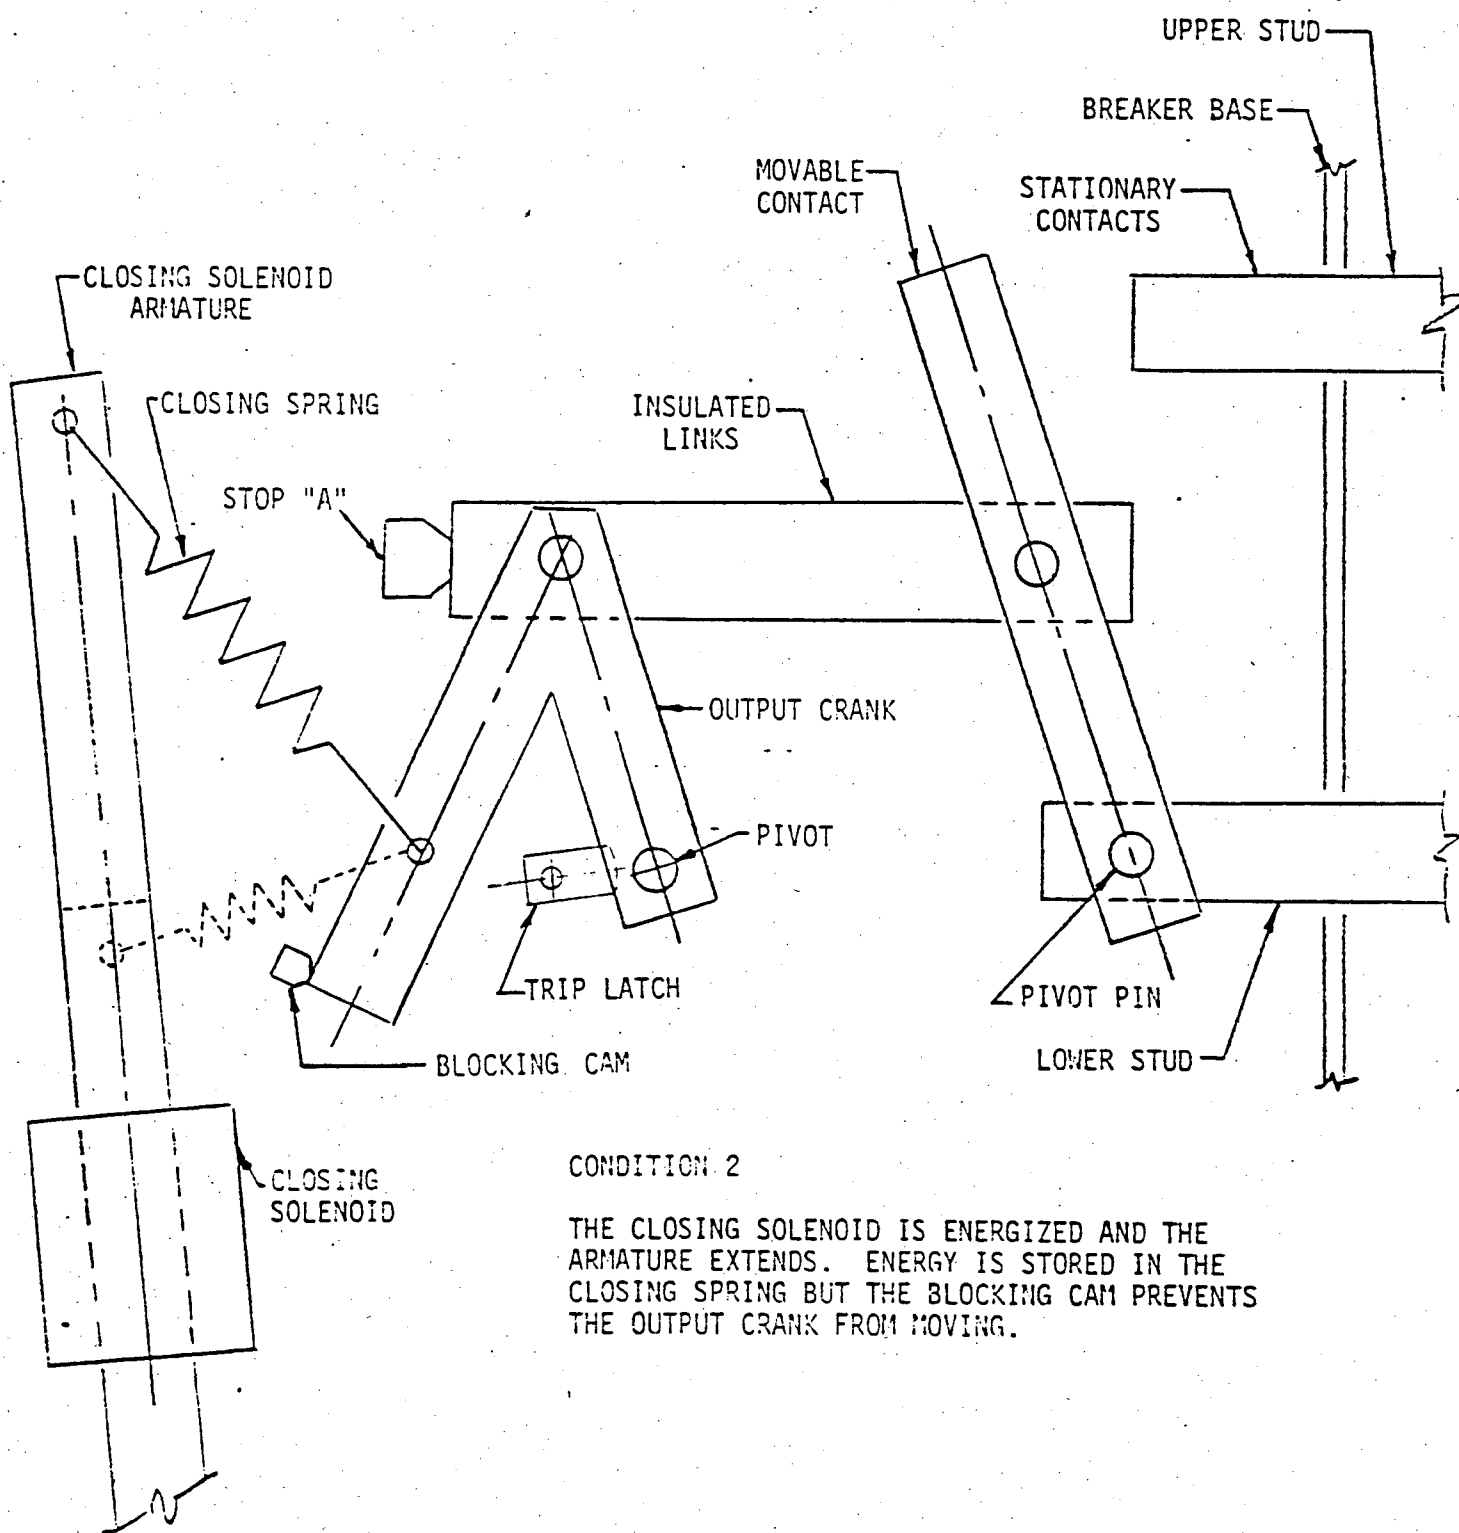 UPPER STUD
BREAKER BASE
MOVABLE
CONTACT
STATIONARY
CONTACTS
CLOSING SOLENOID
ARMATURE
CLOSING SPRING
INSULATED
LINKS
STOP "A"
OUTPUT CRANK
PIVOT
TRIP LATCH
PIVOT PIN
BLOCKING CAM
LOWER STUD
CLOSING
SOLENOID
CONDITION 2
THE CLOSING SOLENOID IS ENERGIZED AND THE
ARMATURE EXTENDS. ENERGY IS STORED IN THE
CLOSING SPRING BUT THE BLOCKING CAM PREVENTS
THE OUTPUT CRANK FROM MOVING.